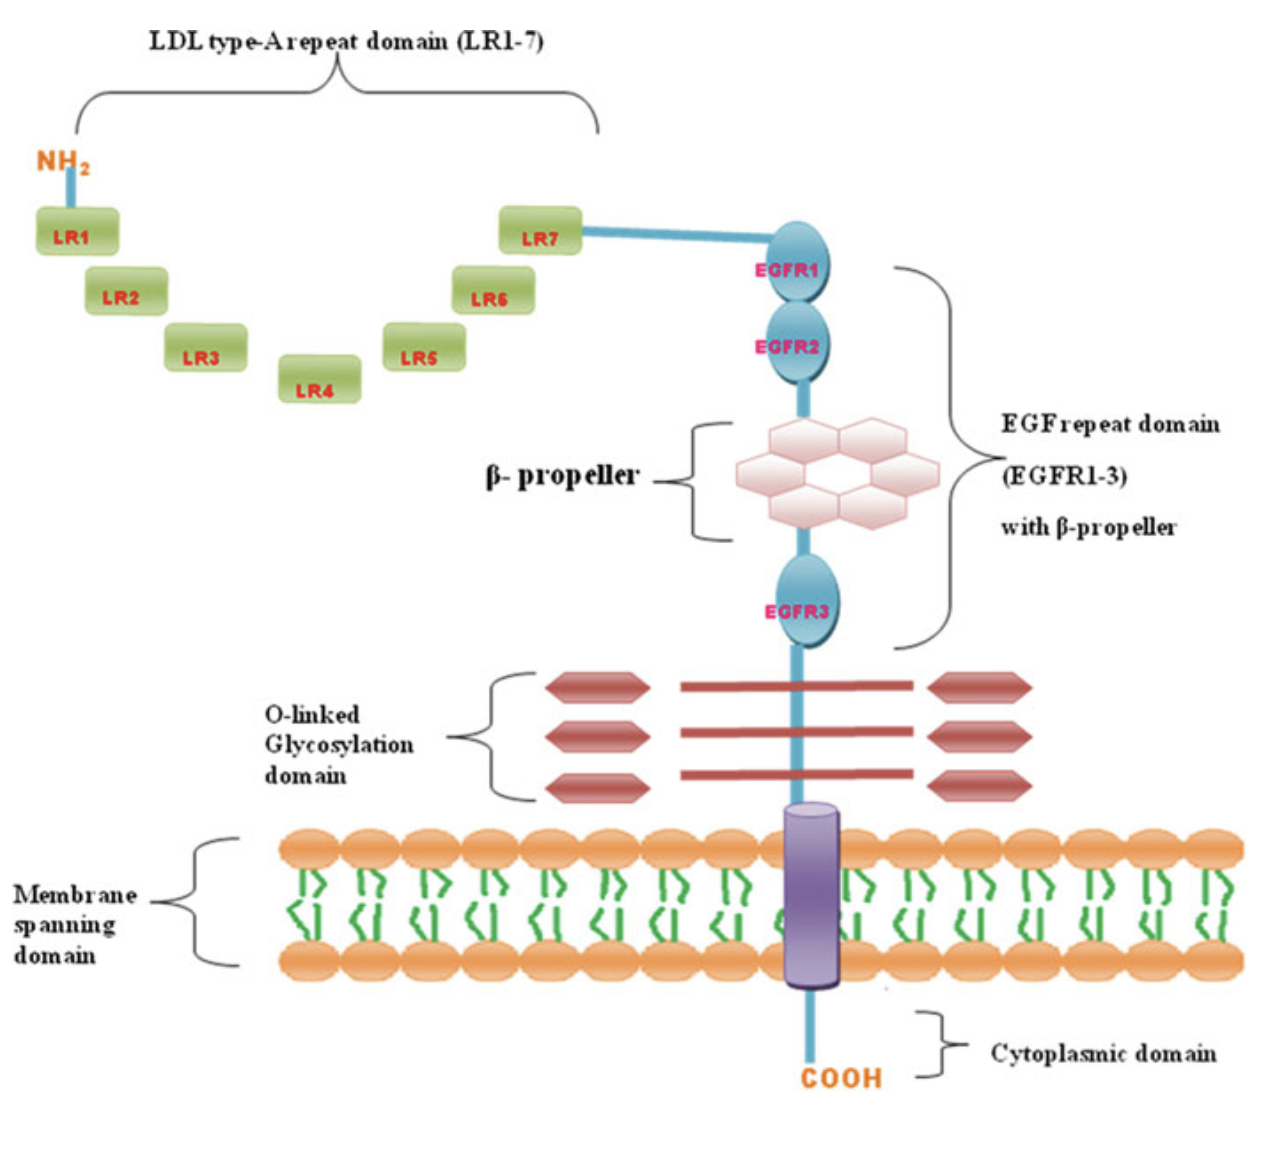 LDL type-A repeat domain (LR1-7)
NH2
LR1
LR2
LR3
LR4
LR5
LR6
LR7
EGFR1
EGFR2
β- propeller
EGF repeat domain
(EGFR1-3)
with β-propeller
EGFR3
O-linked
Glycosylation
domain
Membrane
spanning
domain
Cytoplasmic domain
COOH